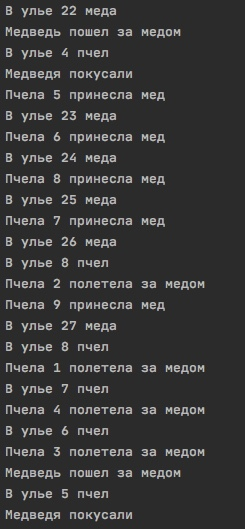 В улье 22 меда
Медведь пошел за медом
В улье 4 пчел
Медведя покусали
Пчела 5 принесла мед
В улье 23 меда
Пчела 6 принесла мед
В улье 24 меда
Пчела 8 принесла мед
В улье 25 меда
Пчела 7 принесла мед
В улье 26 меда
В улье 8 пчел
Пчела 2 полетела за медом
Пчела 9 принесла мед
В улье 27 меда
В улье 8 пчел
Пчела 1 полетела за медом
В улье 7 пчел
Пчела 4 полетела за медом
В улье 6 пчел
Пчела 3 полетела за медом
Медведь пошел за медом
В улье 5 пчел
Медведя покусали